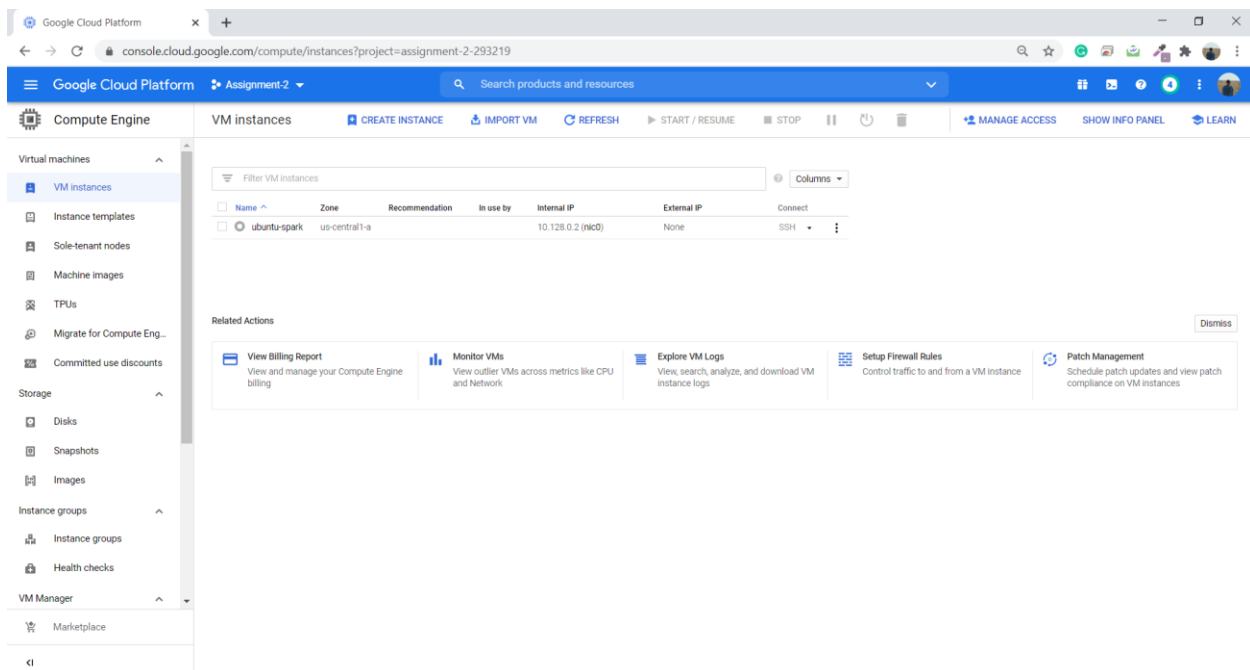 Google Cloud Platform
console.cloud.google.com/compute/instances?project=assignment-2-293219
Google Cloud Platform Assignment-2 Search products and resources 4
Compute Engine VM instances CREATE INSTANCE IMPORT VM REFRESH START / RESUME STOP MANAGE ACCESS SHOW INFO PANEL LEARN
Virtual machines
VM instances
Instance templates
Sole-tenant nodes
Machine images
TPUs
Migrate for Compute Eng...
Committed use discounts
Storage
Disks
Snapshots
Images
Instance groups
Instance groups
Health checks
VM Manager
Marketplace
Filter VM instances Columns
Name Zone Recommendation In use by Internal IP External IP Connect
ubuntu-spark us-central1-a 10.128.0.2 (nic0) None SSH
Related Actions Dismiss
View Billing Report
View and manage your Compute Engine
billing
Monitor VMs
View outlier VMs across metrics like CPU
and Network
Explore VM Logs
View, search, analyze, and download VM
instance logs
Setup Firewall Rules
Control traffic to and from a VM instance
Patch Management
Schedule patch updates and view patch
compliance on VM instances